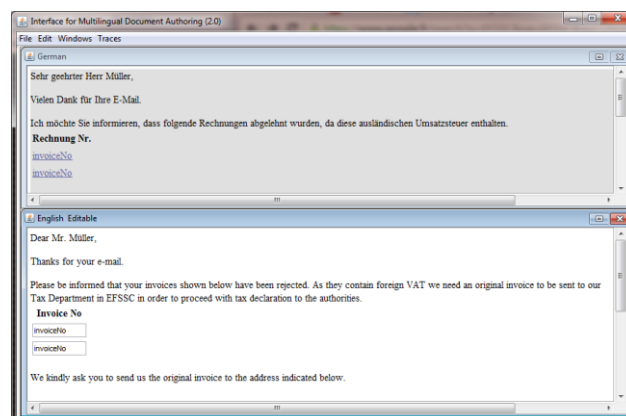 Interface for Multilingual Document Authoring (2.0)
File Edit Windows Traces
German
Sehr geehrter Herr Müller,
Vielen Dank für Ihre E-Mail.
Ich möchte Sie informieren, dass folgende Rechnungen abgelehnt wurden, da diese ausländischen Umsatzsteuer enthalten.
Rechnung Nr.
invoiceNo
invoiceNo
English Editable
Dear Mr. Müller,
Thanks for your e-mail.
Please be informed that your invoices shown below have been rejected. As they contain foreign VAT we need an original invoice to be sent to our
Tax Department in EFSSC in order to proceed with tax declaration to the authorities.
Invoice No
invoiceNo
invoiceNo
We kindly ask you to send us the original invoice to the address indicated below.